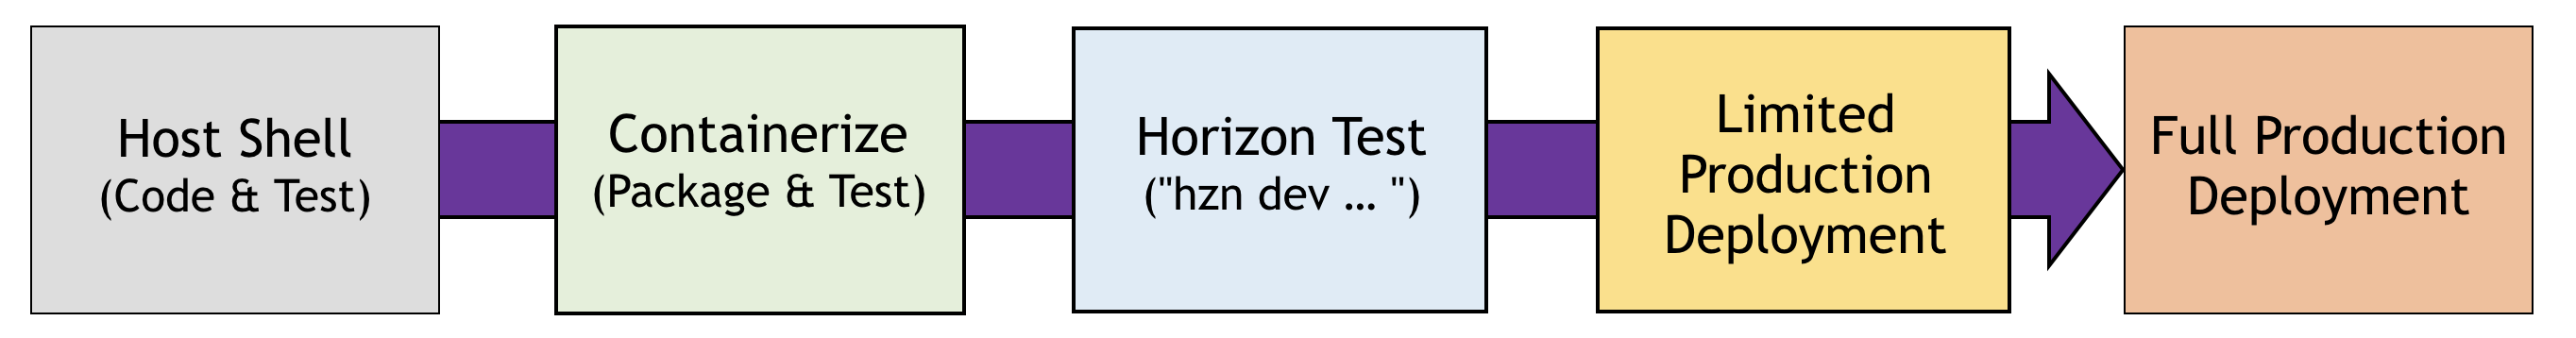 Host Shell
(Code & Test)
Containerize
(Package & Test)
Horizon Test
("hzn dev … ")
Limited
Production
Deployment
Full Production
Deployment